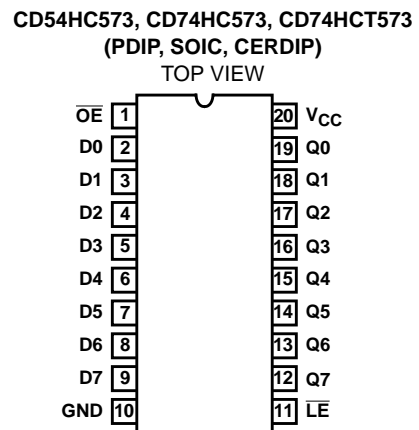 CD54HC573, CD74HC573, CD74HCT573
(PDIP, SOIC, CERDIP)
TOP VIEW
O̅E̅ 1 20 VCC
D0 2 19 Q0
D1 3 18 Q1
D2 4 17 Q2
D3 5 16 Q3
D4 6 15 Q4
D5 7 14 Q5
D6 8 13 Q6
D7 9 12 Q7
GND 10 11 L̅E̅